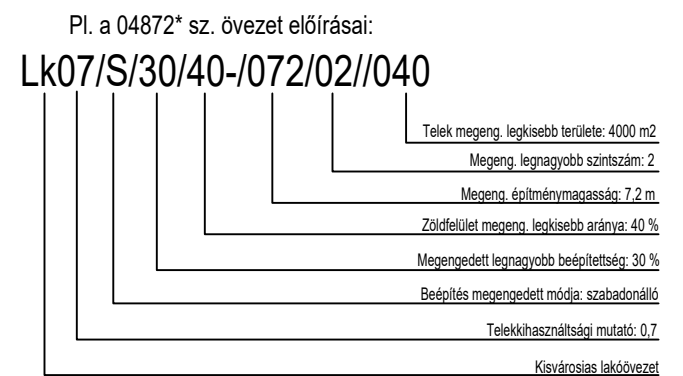 Pl. a 04872* sz. övezet előírásai:
Lk07/S/30/40-/072/02//040
Telek megeng. legkisebb területe: 4000 m2
Megeng. legnagyobb szintszám: 2
Megeng. építménymagasság: 7,2 m
Zöldfelület megeng. legkisebb aránya: 40 %
Megengedett legnagyobb beépítettség: 30 %
Beépítés megengedett módja: szabadonálló
Telekkihasználtsági mutató: 0,7
Kisvárosias lakóövezet